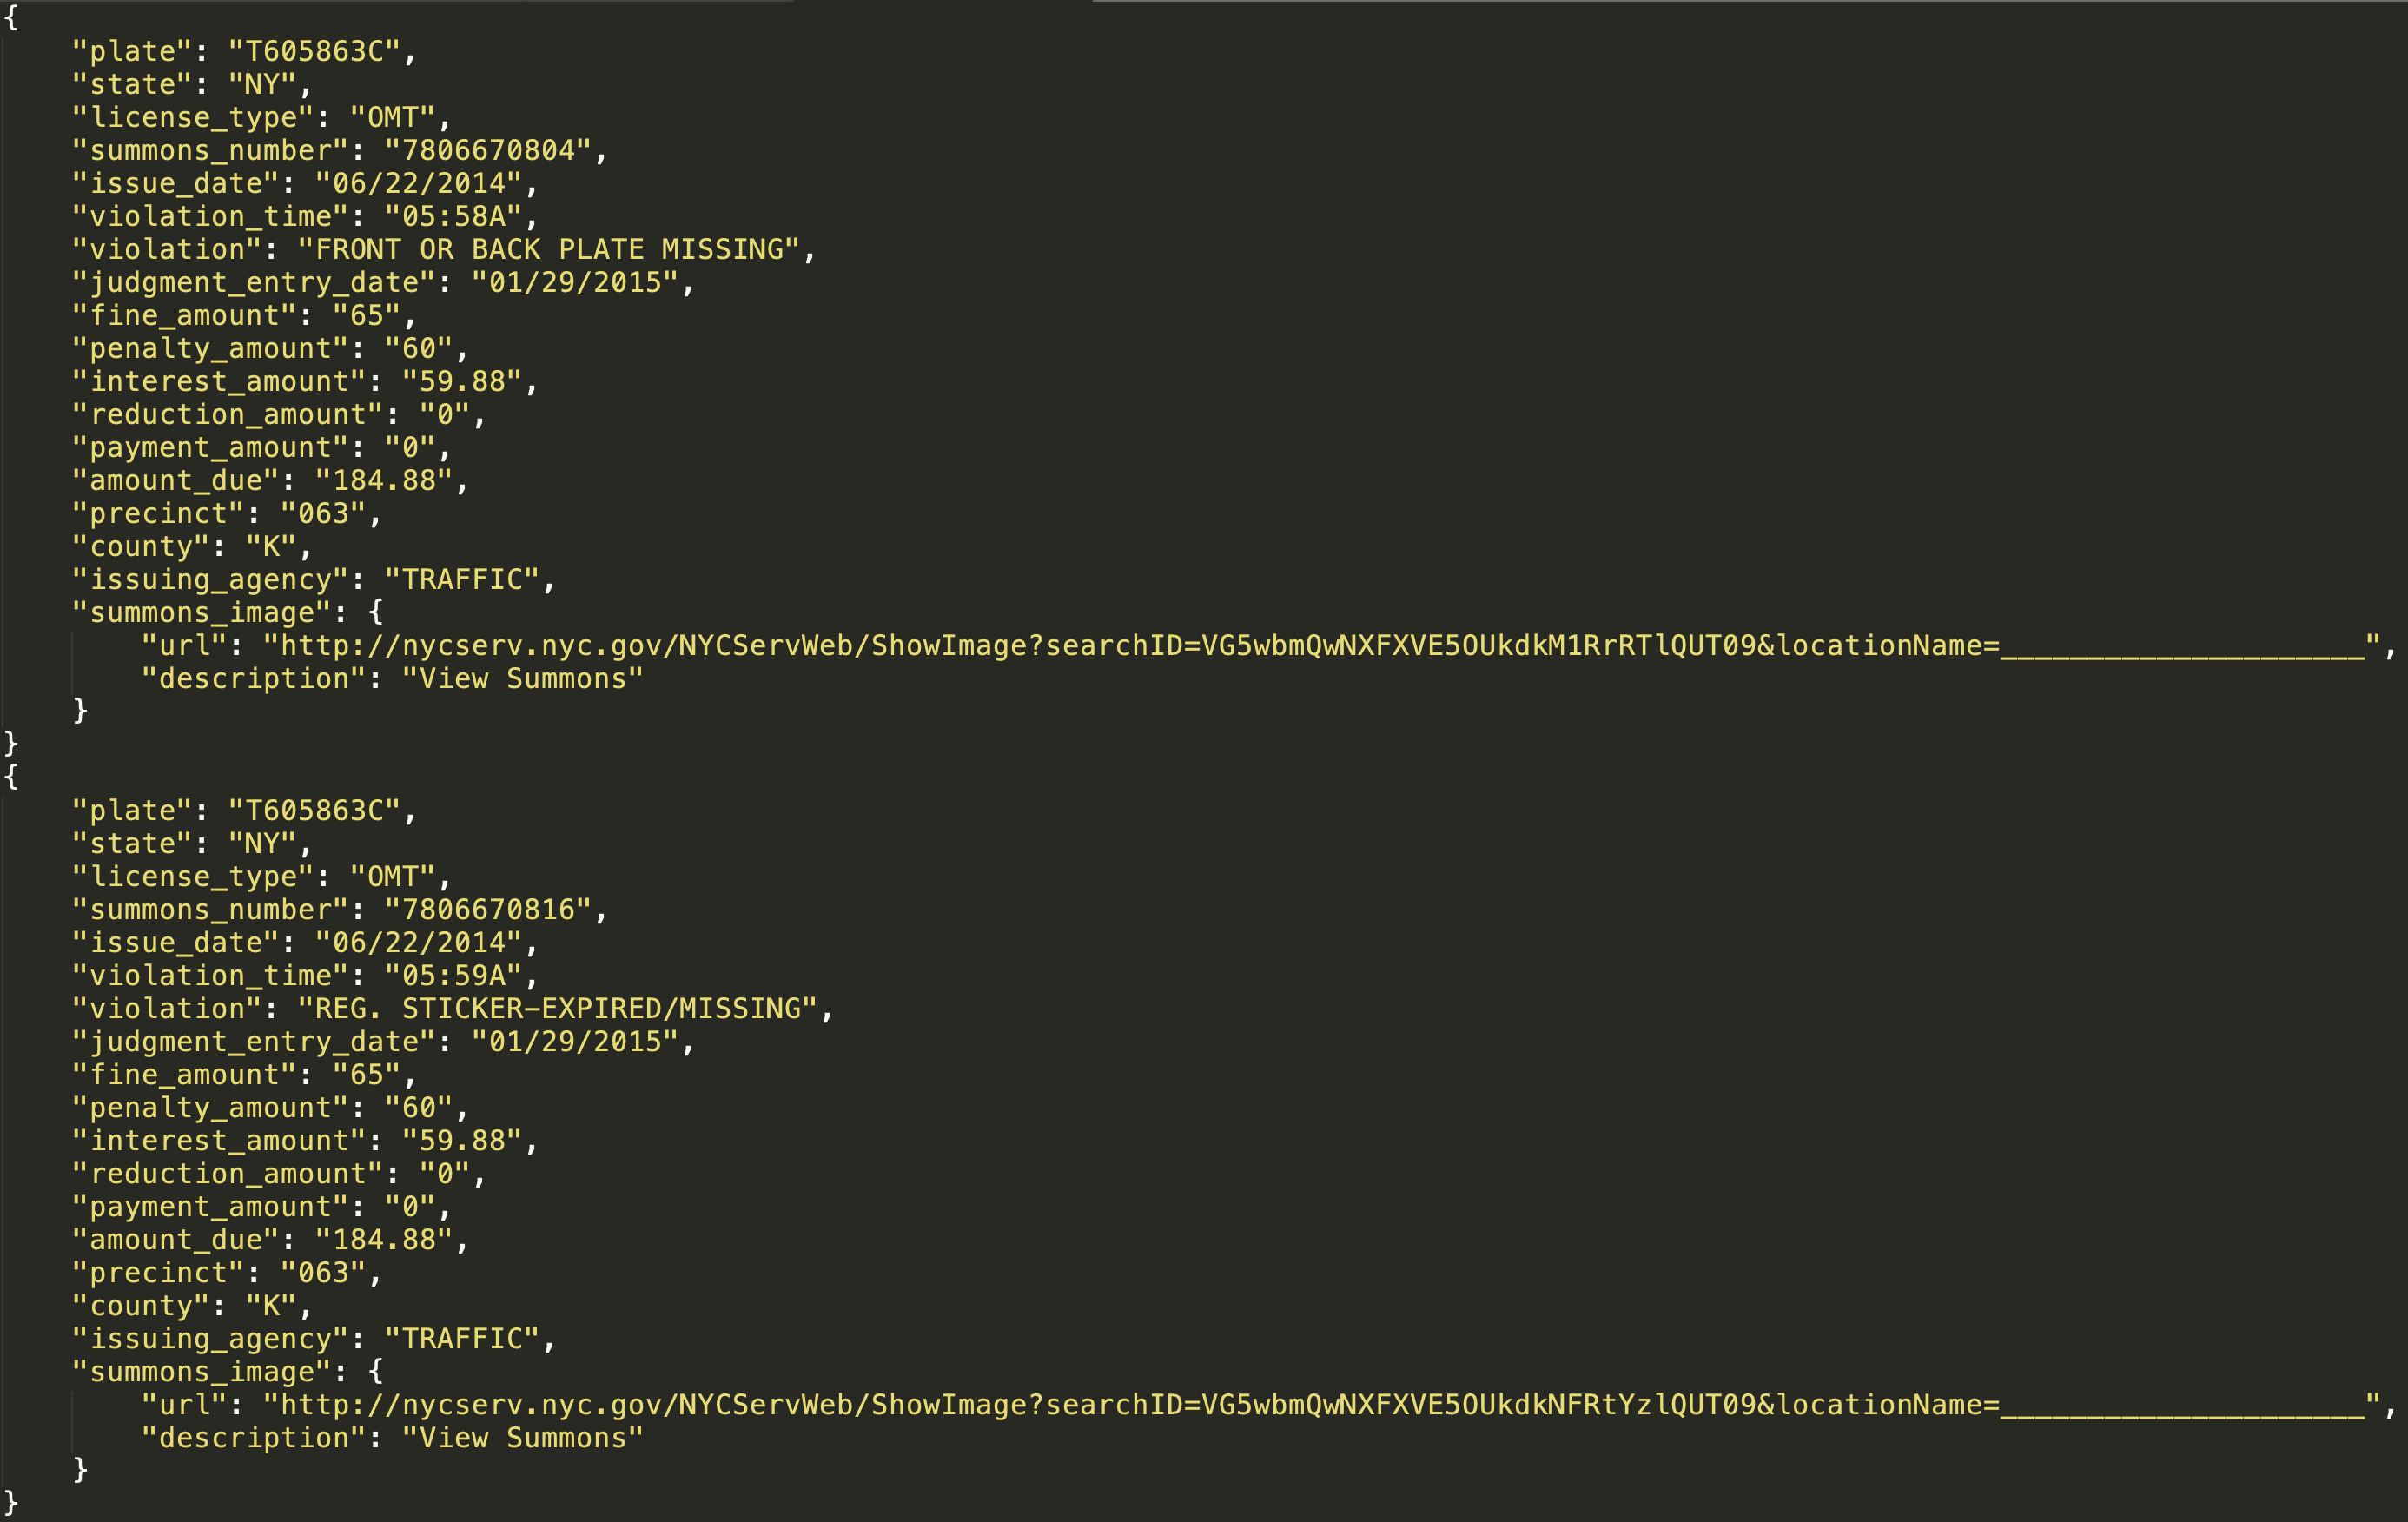 {
    "plate": "T605863C",
    "state": "NY",
    "license_type": "OMT",
    "summons_number": "7806670804",
    "issue_date": "06/22/2014",
    "violation_time": "05:58A",
    "violation": "FRONT OR BACK PLATE MISSING",
    "judgment_entry_date": "01/29/2015",
    "fine_amount": "65",
    "penalty_amount": "60",
    "interest_amount": "59.88",
    "reduction_amount": "0",
    "payment_amount": "0",
    "amount_due": "184.88",
    "precinct": "063",
    "county": "K",
    "issuing_agency": "TRAFFIC",
    "summons_image": {
        "url": "http://nycserv.nyc.gov/NYCServWeb/ShowImage?searchID=VG5wbmQwNXFXVE5OUkdkM1RrRTlQUT09&locationName=_____________________",
        "description": "View Summons"
    }
}
{
    "plate": "T605863C",
    "state": "NY",
    "license_type": "OMT",
    "summons_number": "7806670816",
    "issue_date": "06/22/2014",
    "violation_time": "05:59A",
    "violation": "REG. STICKER-EXPIRED/MISSING",
    "judgment_entry_date": "01/29/2015",
    "fine_amount": "65",
    "penalty_amount": "60",
    "interest_amount": "59.88",
    "reduction_amount": "0",
    "payment_amount": "0",
    "amount_due": "184.88",
    "precinct": "063",
    "county": "K",
    "issuing_agency": "TRAFFIC",
    "summons_image": {
        "url": "http://nycserv.nyc.gov/NYCServWeb/ShowImage?searchID=VG5wbmQwNXFXVE5OUkdkNFRtYzlQUT09&locationName=_____________________",
        "description": "View Summons"
    }
}